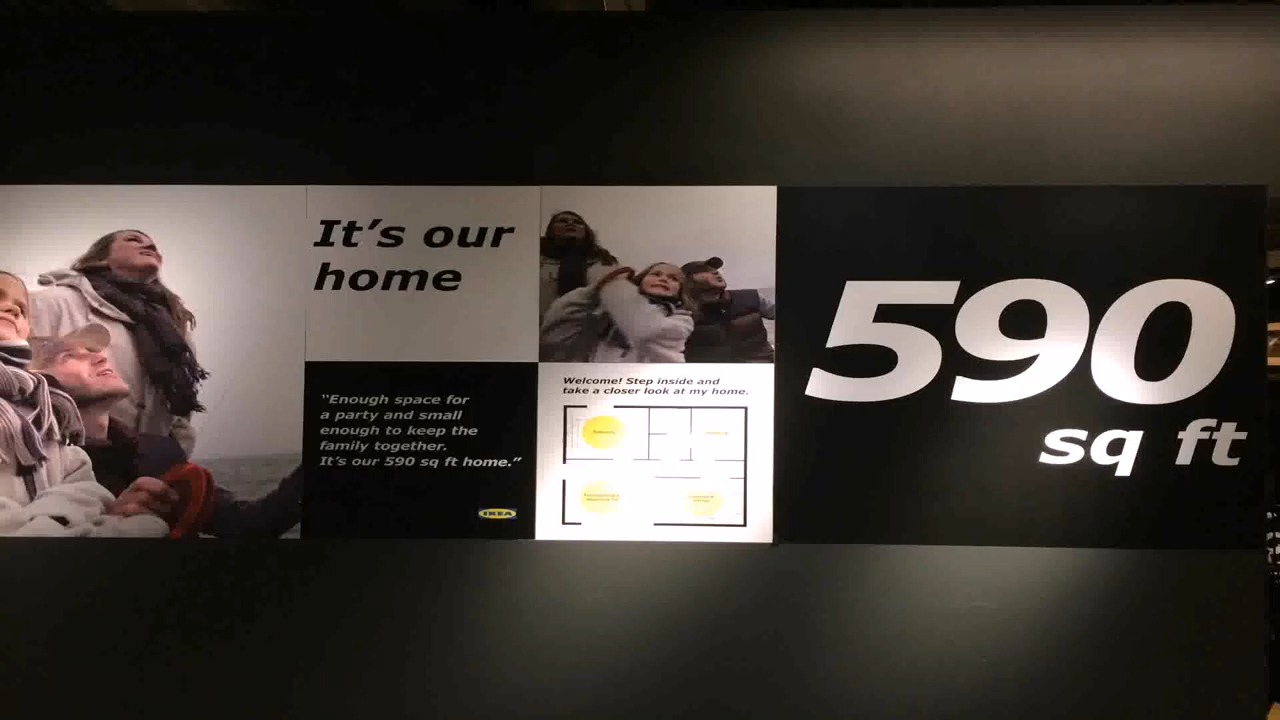 It's our
home
"Enough space for
a party and small
enough to keep the
family together.
It's our 590 sq ft home."
IKEA
Welcome! Step inside and
take a closer look at my home.
590
sq ft